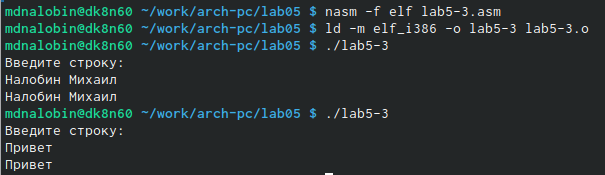 mdnalobin@dk8n60 ~/work/arch-pc/lab05 $ nasm -f elf lab5-3.asm
mdnalobin@dk8n60 ~/work/arch-pc/lab05 $ ld -m elf_i386 -o lab5-3 lab5-3.o
mdnalobin@dk8n60 ~/work/arch-pc/lab05 $ ./lab5-3
Введите строку:
Налобин Михаил
Налобин Михаил
mdnalobin@dk8n60 ~/work/arch-pc/lab05 $ ./lab5-3
Введите строку:
Привет
Привет